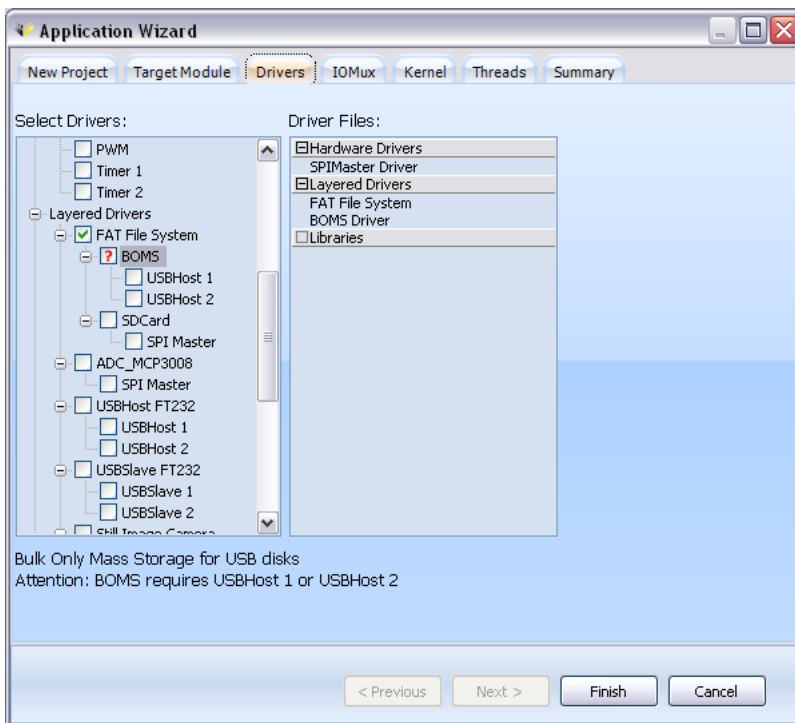 Application Wizard
New Project Target Module Drivers IOMux Kernel Threads Summary
Select Drivers:
PWM
Timer 1
Timer 2
Layered Drivers
FAT File System
? BOMS
USBHost 1
USBHost 2
SDCard
SPI Master
ADC_MCP3008
SPI Master
USBHost FT232
USBHost 1
USBHost 2
USBSlave FT232
USBSlave 1
USBSlave 2
Still Image Camera
Driver Files:
Hardware Drivers
SPIMaster Driver
Layered Drivers
FAT File System
BOMS Driver
Libraries
Bulk Only Mass Storage for USB disks
Attention: BOMS requires USBHost 1 or USBHost 2
< Previous Next > Finish Cancel